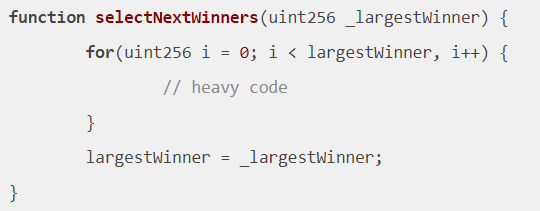 function selectNextWinners(uint256 _largestWinner) {
for(uint256 i = 0; i < largestWinner, i++) {
// heavy code
}
largestWinner = _largestWinner;
}